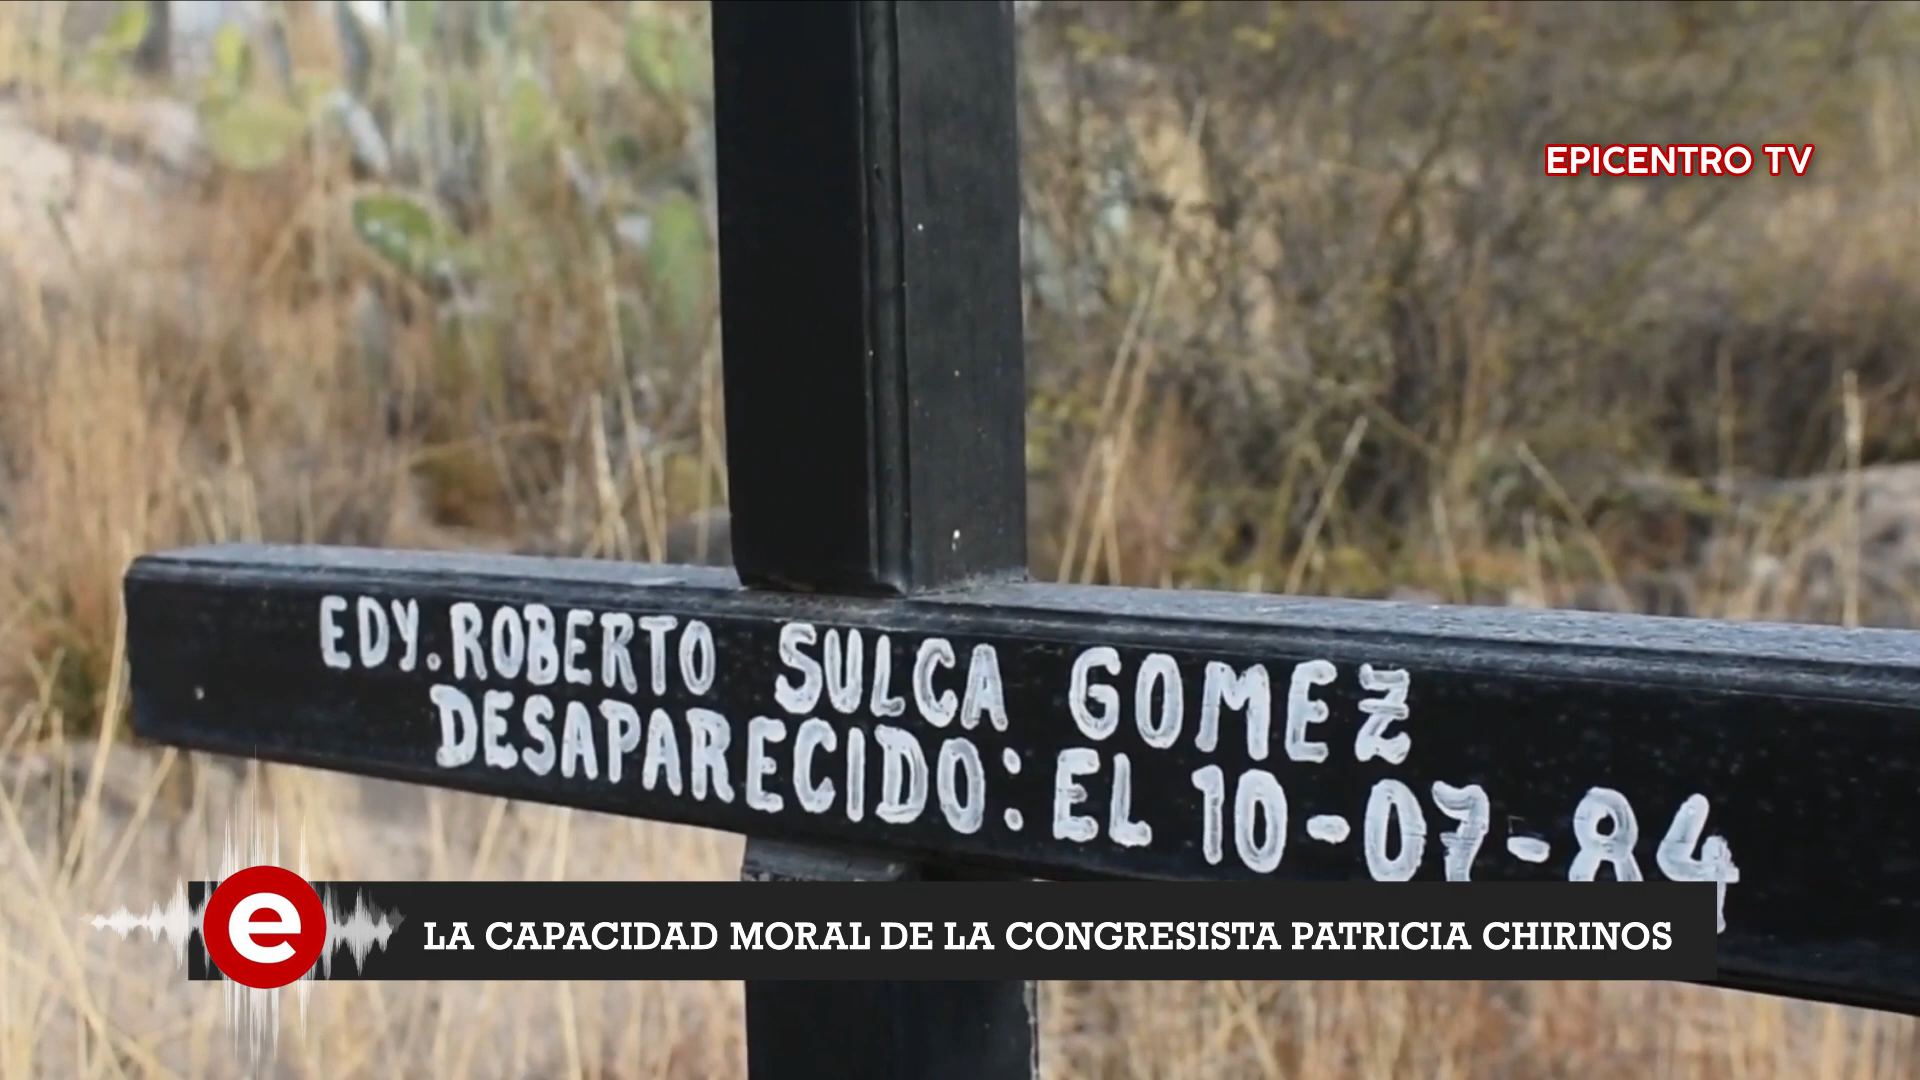 EPICENTRO TV
EDY. ROBERTO SULCA GOMEZ
DESAPARECIDO: EL 10-07-84
e LA CAPACIDAD MORAL DE LA CONGRESISTA PATRICIA CHIRINOS